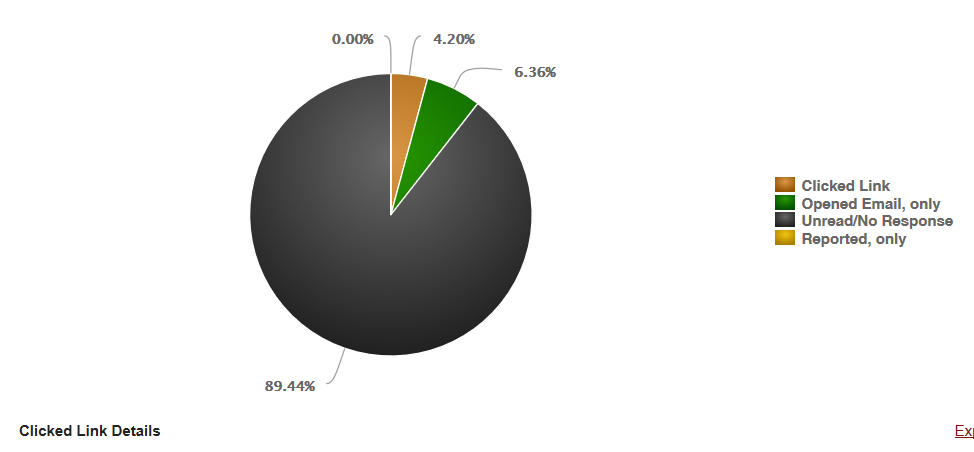 0.00%
4.20%
6.36%
Clicked Link
Opened Email, only
Unread/No Response
Reported, only
89.44%
Clicked Link Details